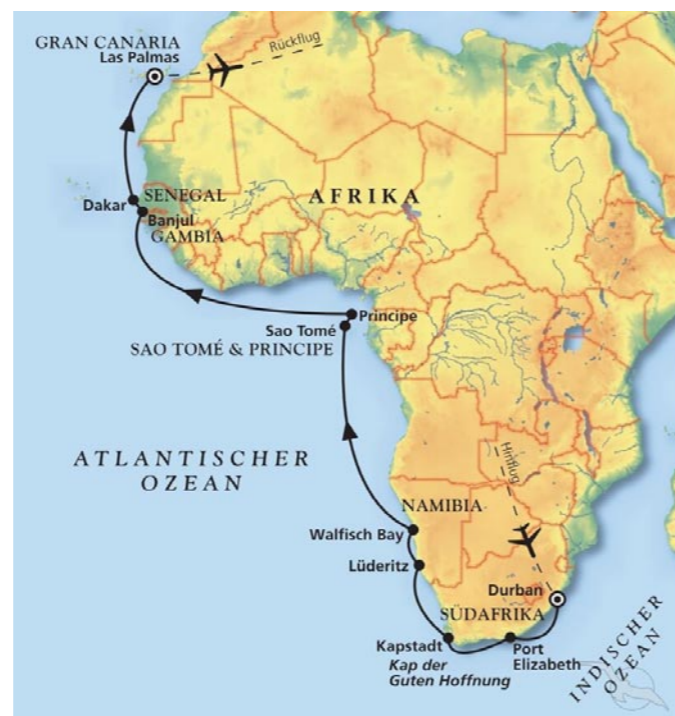 GRAN CANARIA
Las Palmas
Rückflug
AFRIKA
SENEGAL
Dakar
Banjul
GAMBIA
Principe
Sao Tomé
SAO TOMÉ & PRINCIPE
ATLANTISCHER
OZEAN
Hinflug
NAMIBIA
Walfisch Bay
Lüderitz
Durban
SÜDAFRIKA
Kapstadt
Kap der
Guten Hoffnung
Port
Elizabeth
INDISCHER
OZEAN